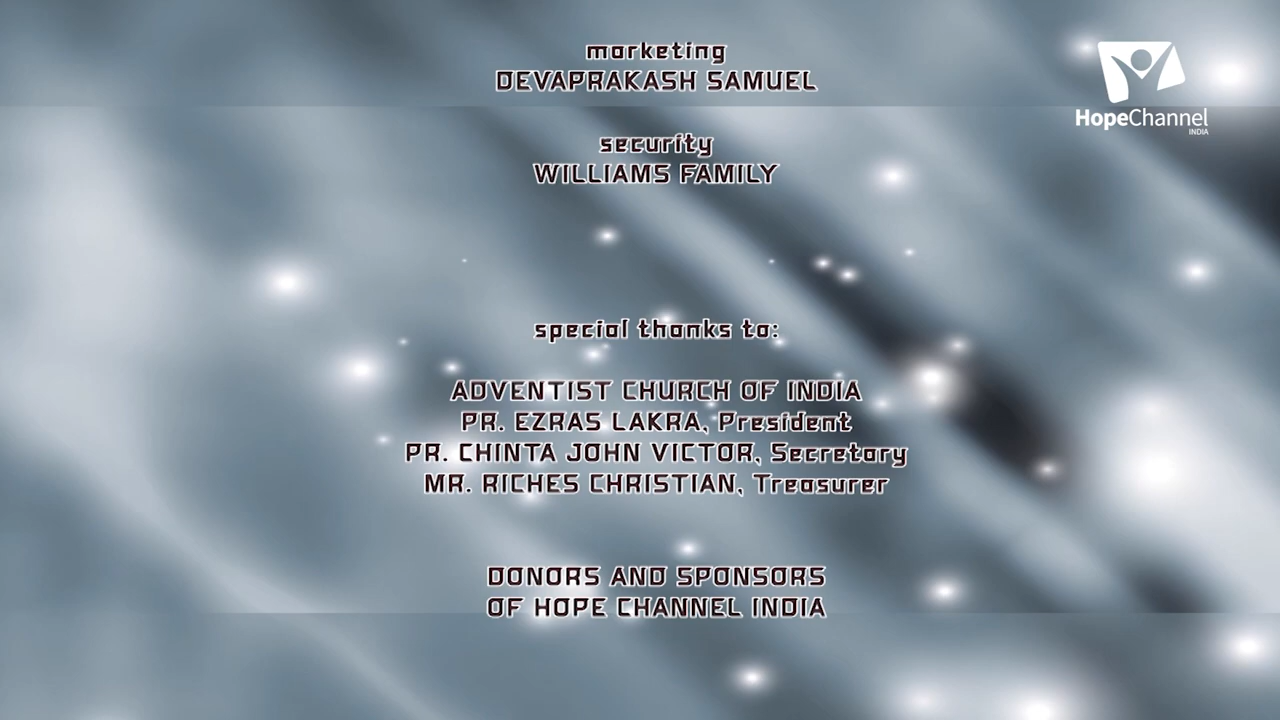 marketing
DEVAPRAKASH SAMUEL
HopeChannel
INDIA
security
WILLIAMS FAMILY
special thanks to:
ADVENTIST CHURCH OF INDIA
PR. EZRAS LAKRA, President
PR. CHINTA JOHN VICTOR, Secretary
MR. RICHES CHRISTIAN, Treasurer
DONORS AND SPONSORS
OF HOPE CHANNEL INDIA